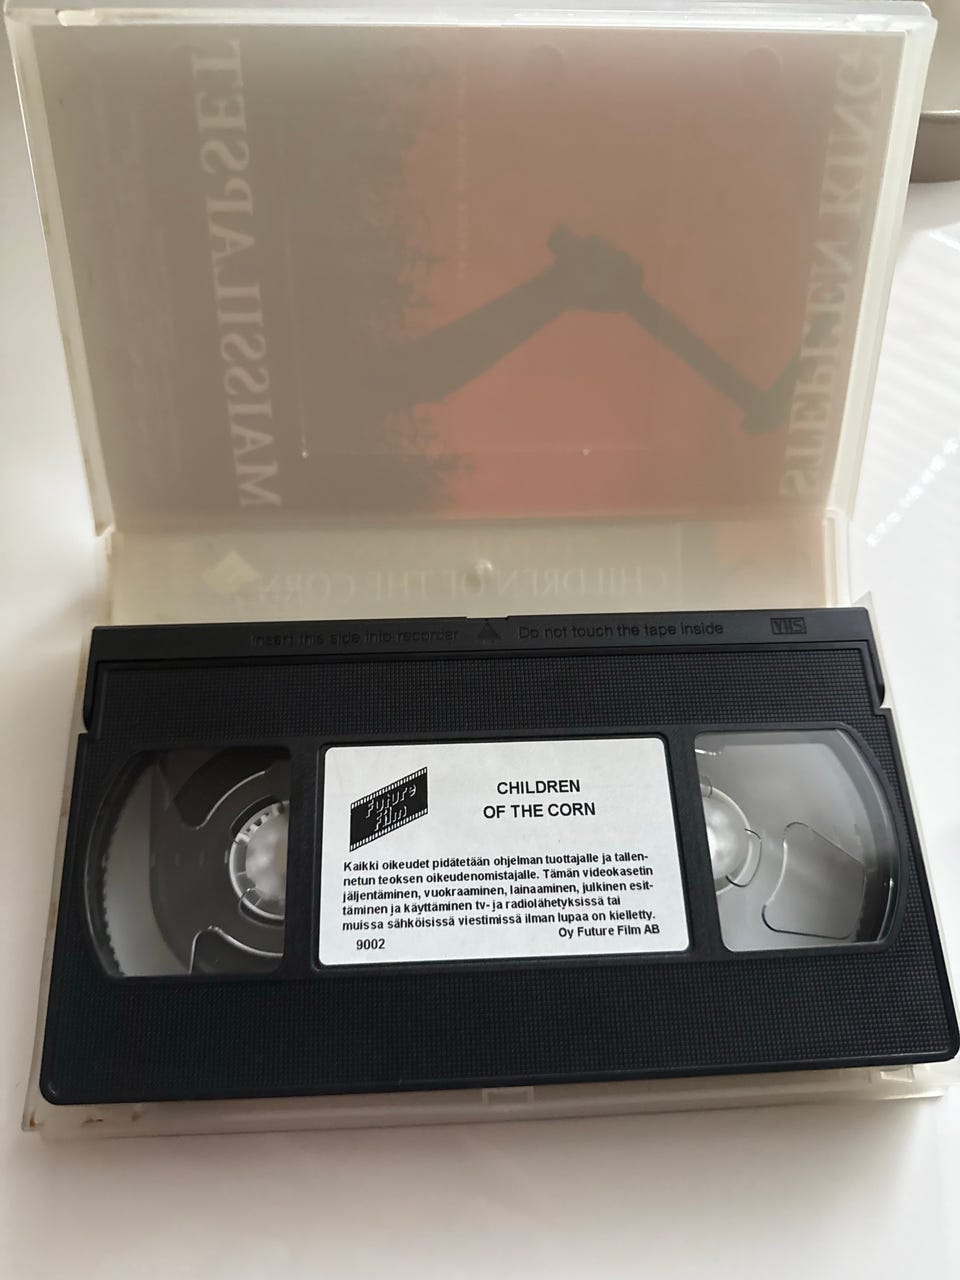 STEPHEN KING
MAISSILAPSET
CHILDREN OF THE CORN
Insert this side into recorder Do not touch the tape inside VHS
Future
Film
CHILDREN
OF THE CORN
Kaikki oikeudet pidätetään ohjelman tuottajalle ja tallen-
netun teoksen oikeudenomistajalle. Tämän videokasetin
jäljentäminen, vuokraaminen, lainaaminen, julkinen esit-
täminen ja käyttäminen tv- ja radiolähetyksissä tai
muissa sähköisissä viestimissä ilman lupaa on kielletty.
9002 Oy Future Film AB